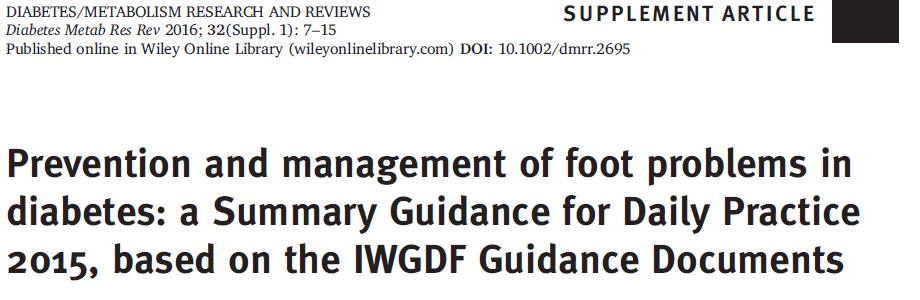 DIABETES/METABOLISM RESEARCH AND REVIEWS
SUPPLEMENT ARTICLE
Diabetes Metab Res Rev 2016; 32(Suppl. 1): 7–15
Published online in Wiley Online Library (wileyonlinelibrary.com) DOI: 10.1002/dmrr.2695
Prevention and management of foot problems in
diabetes: a Summary Guidance for Daily Practice
2015, based on the IWGDF Guidance Documents